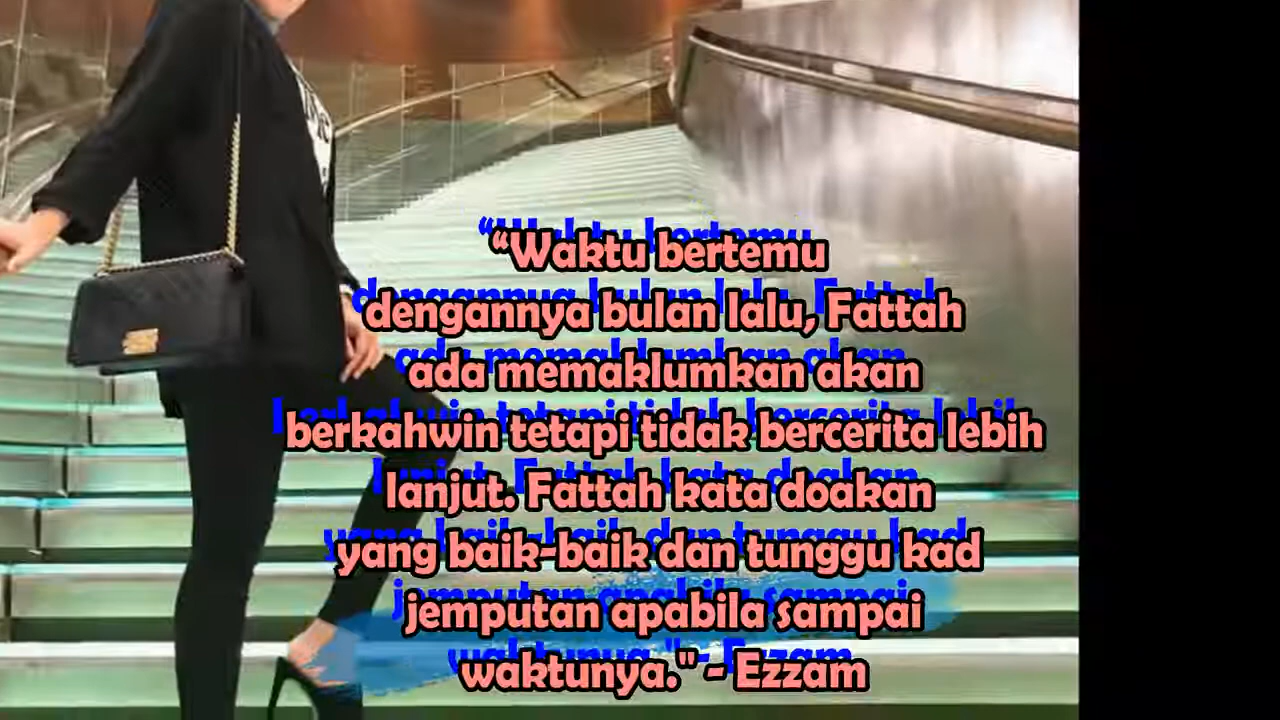 “Waktu bertemu
dengannya bulan lalu, Fattah
ada memaklumkan akan
berkahwin tetapi tidak bercerita lebih
lanjut. Fattah kata doakan
yang baik-baik dan tunggu kad
jemputan apabila sampai
waktunya." - Ezzam